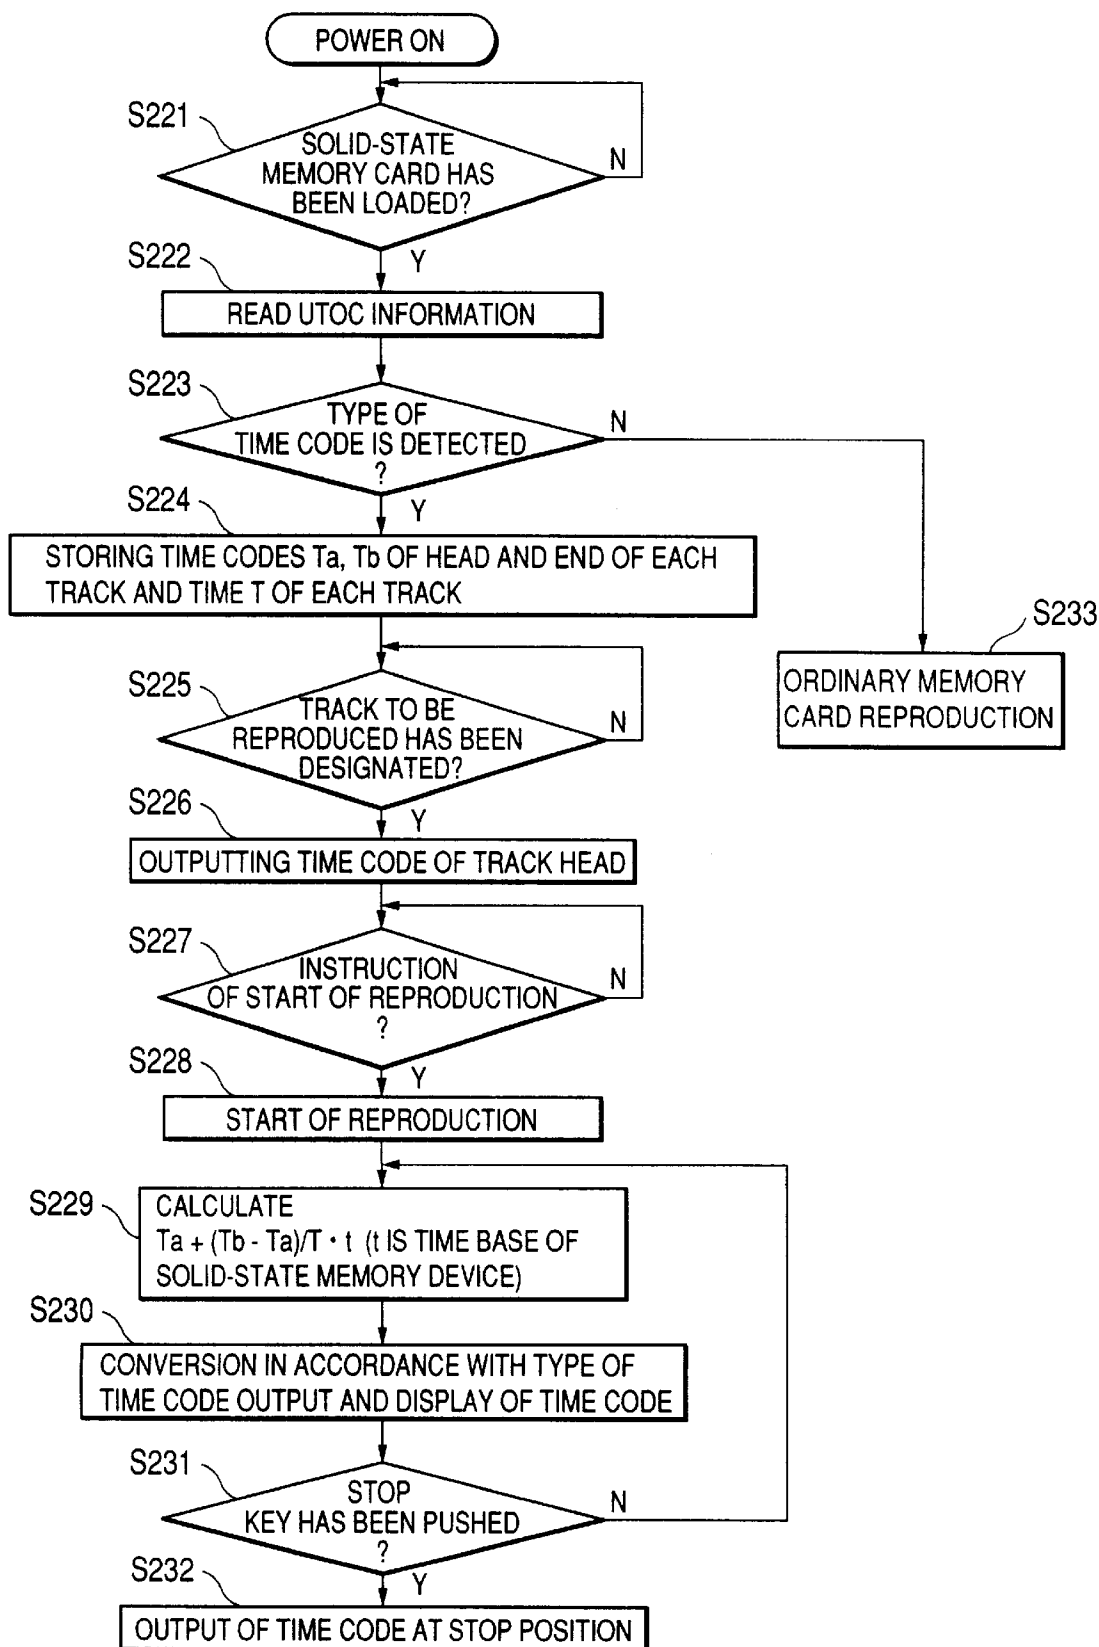 POWER ON
S221
SOLID-STATE
MEMORY CARD HAS
BEEN LOADED?
N
Y
S222
READ UTOC INFORMATION
S223
TYPE OF
TIME CODE IS DETECTED
?
N
Y
S224
STORING TIME CODES Ta, Tb OF HEAD AND END OF EACH
TRACK AND TIME T OF EACH TRACK
S233
ORDINARY MEMORY
CARD REPRODUCTION
S225
TRACK TO BE
REPRODUCED HAS BEEN
DESIGNATED?
N
Y
S226
OUTPUTTING TIME CODE OF TRACK HEAD
S227
INSTRUCTION
OF START OF REPRODUCTION
?
N
Y
S228
START OF REPRODUCTION
S229
CALCULATE
Ta + (Tb - Ta)/T · t (t IS TIME BASE OF
SOLID-STATE MEMORY DEVICE)
S230
CONVERSION IN ACCORDANCE WITH TYPE OF
TIME CODE OUTPUT AND DISPLAY OF TIME CODE
S231
STOP
KEY HAS BEEN PUSHED
?
N
Y
S232
OUTPUT OF TIME CODE AT STOP POSITION